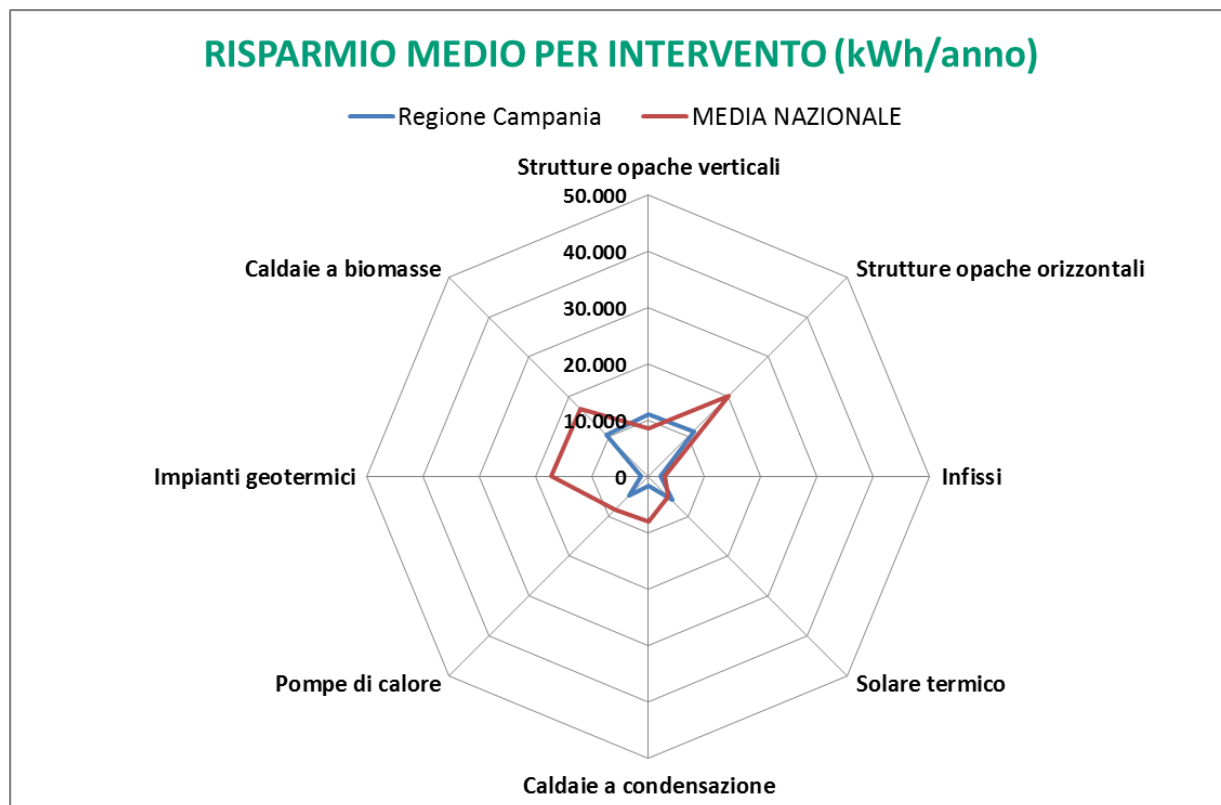 RISPARMIO MEDIO PER INTERVENTO (kWh/anno)
Regione Campania MEDIA NAZIONALE
Strutture opache verticali
50.000
Caldaie a biomasse
Strutture opache orizzontali
40.000
30.000
20.000
10.000
Impianti geotermici
0
Infissi
Pompe di calore
Solare termico
Caldaie a condensazione